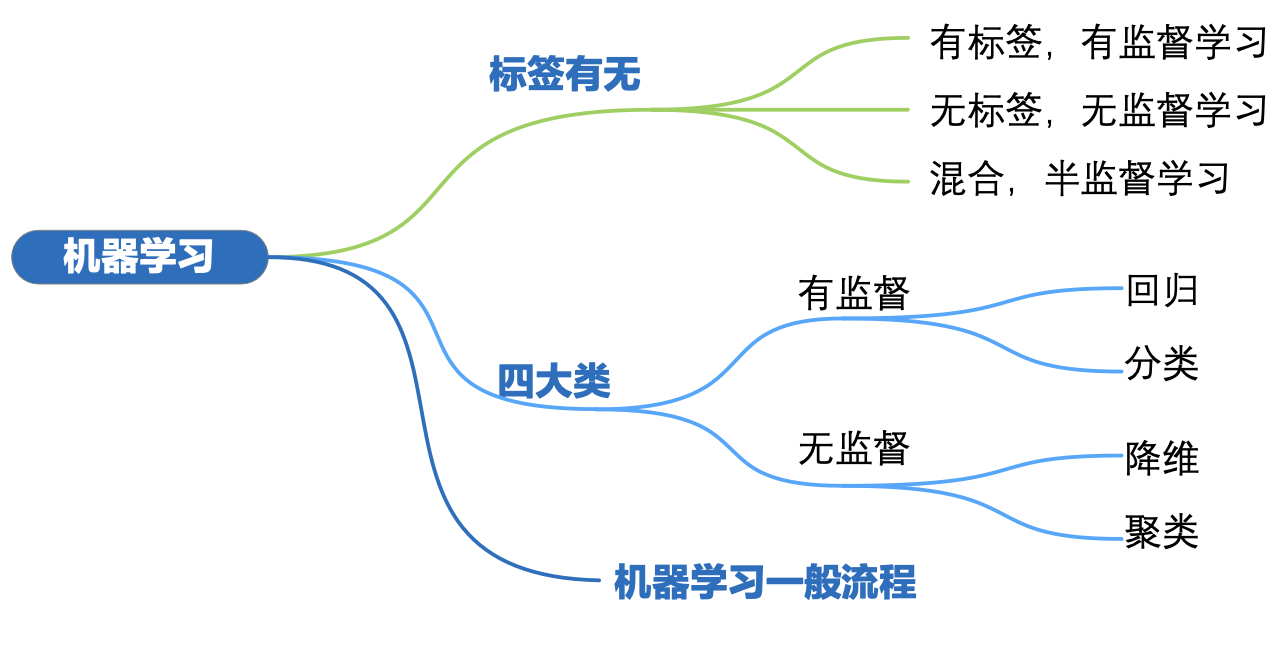 机器学习
标签有无
有标签，有监督学习
无标签，无监督学习
混合，半监督学习
四大类
有监督
回归
分类
无监督
降维
聚类
机器学习一般流程